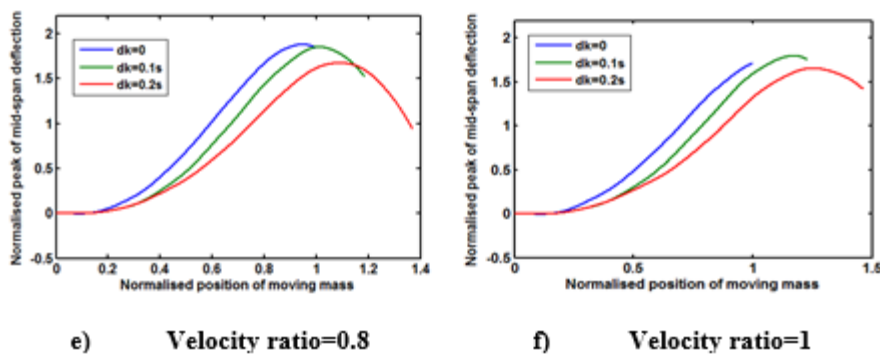 Normalised peak of mid-span deflection
2
1.5
1
0.5
0
-0.5
dk=0
dk=0.1s
dk=0.2s
0 0.2 0.4 0.6 0.8 1 1.2 1.4
Normalised position of moving mass
e) Velocity ratio=0.8
Normalised peak of mid-span deflection
2
1.5
1
0.5
0
-0.5
dk=0
dk=0.1s
dk=0.2s
0 0.5 1 1.5
Normalised position of moving mass
f) Velocity ratio=1